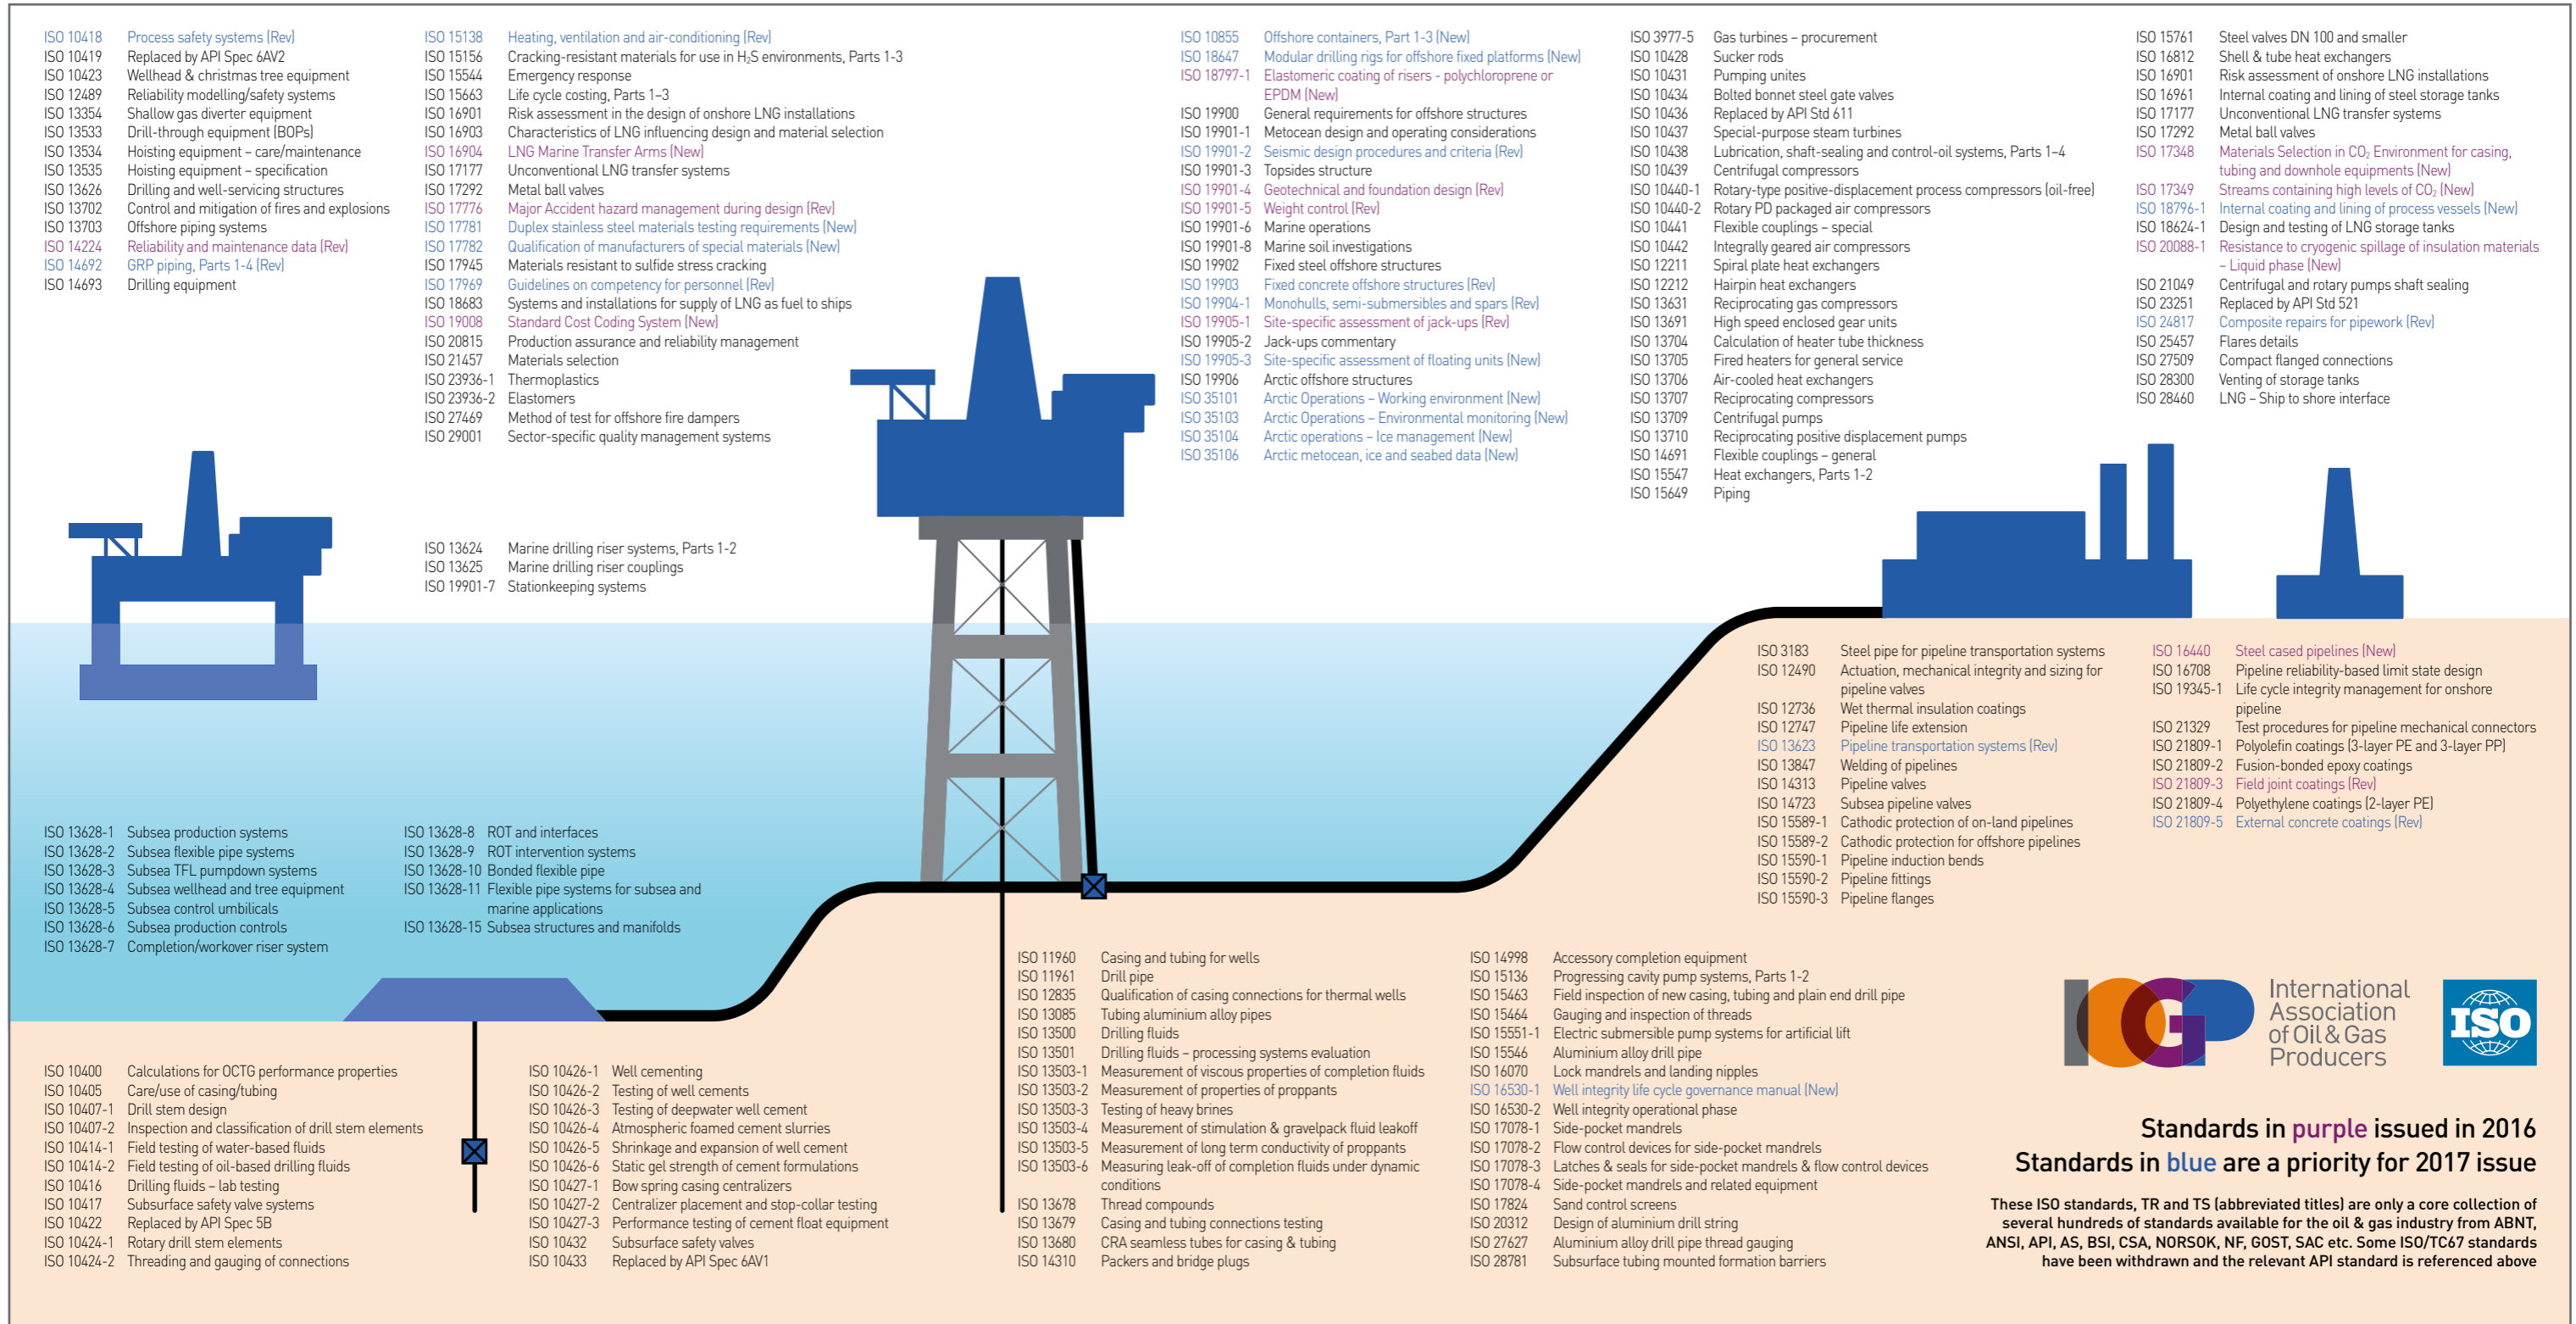 ISO 10418 Process safety systems (Rev)
ISO 10419 Replaced by API Spec 6AV2
ISO 10423 Wellhead & christmas tree equipment
ISO 12489 Reliability modelling/safety systems
ISO 13354 Shallow gas diverter equipment
ISO 13533 Drill-through equipment (BOPs)
ISO 13534 Hoisting equipment – care/maintenance
ISO 13535 Hoisting equipment – specification
ISO 13626 Drilling and well-servicing structures
ISO 13702 Control and mitigation of fires and explosions
ISO 13703 Offshore piping systems
ISO 14224 Reliability and maintenance data (Rev)
ISO 14692 GRP piping, Parts 1-4 (Rev)
ISO 14693 Drilling equipment
ISO 15138 Heating, ventilation and air-conditioning (Rev)
ISO 15156 Cracking-resistant materials for use in H₂S environments, Parts 1-3
ISO 15544 Emergency response
ISO 15663 Life cycle costing, Parts 1–3
ISO 16901 Risk assessment in the design of onshore LNG installations
ISO 16903 Characteristics of LNG influencing design and material selection
ISO 16904 LNG Marine Transfer Arms (New)
ISO 17177 Unconventional LNG transfer systems
ISO 17292 Metal ball valves
ISO 17776 Major Accident hazard management during design (Rev)
ISO 17781 Duplex stainless steel materials testing requirements (New)
ISO 17782 Qualification of manufacturers of special materials (New)
ISO 17945 Materials resistant to sulfide stress cracking
ISO 17969 Guidelines on competency for personnel (Rev)
ISO 18683 Systems and installations for supply of LNG as fuel to ships
ISO 19008 Standard Cost Coding System (New)
ISO 20815 Production assurance and reliability management
ISO 21457 Materials selection
ISO 23936-1 Thermoplastics
ISO 23936-2 Elastomers
ISO 27469 Method of test for offshore fire dampers
ISO 29001 Sector-specific quality management systems
ISO 13624 Marine drilling riser systems, Parts 1-2
ISO 13625 Marine drilling riser couplings
ISO 19901-7 Stationkeeping systems
ISO 10855 Offshore containers, Part 1-3 (New)
ISO 18647 Modular drilling rigs for offshore fixed platforms (New)
ISO 18797-1 Elastomeric coating of risers - polychloroprene or
EPDM (New)
ISO 19900 General requirements for offshore structures
ISO 19901-1 Metocean design and operating considerations
ISO 19901-2 Seismic design procedures and criteria (Rev)
ISO 19901-3 Topsides structure
ISO 19901-4 Geotechnical and foundation design (Rev)
ISO 19901-5 Weight control (Rev)
ISO 19901-6 Marine operations
ISO 19901-8 Marine soil investigations
ISO 19902 Fixed steel offshore structures
ISO 19903 Fixed concrete offshore structures (Rev)
ISO 19904-1 Monohulls, semi-submersibles and spars (Rev)
ISO 19905-1 Site-specific assessment of jack-ups (Rev)
ISO 19905-2 Jack-ups commentary
ISO 19905-3 Site-specific assessment of floating units (New)
ISO 19906 Arctic offshore structures
ISO 35101 Arctic Operations – Working environment (New)
ISO 35103 Arctic Operations – Environmental monitoring (New)
ISO 35104 Arctic operations – Ice management (New)
ISO 35106 Arctic metocean, ice and seabed data (New)
ISO 3977-5 Gas turbines – procurement
ISO 10428 Sucker rods
ISO 10431 Pumping unites
ISO 10434 Bolted bonnet steel gate valves
ISO 10436 Replaced by API Std 611
ISO 10437 Special-purpose steam turbines
ISO 10438 Lubrication, shaft-sealing and control-oil systems, Parts 1–4
ISO 10439 Centrifugal compressors
ISO 10440-1 Rotary-type positive-displacement process compressors (oil-free)
ISO 10440-2 Rotary PD packaged air compressors
ISO 10441 Flexible couplings – special
ISO 10442 Integrally geared air compressors
ISO 12211 Spiral plate heat exchangers
ISO 12212 Hairpin heat exchangers
ISO 13631 Reciprocating gas compressors
ISO 13691 High speed enclosed gear units
ISO 13704 Calculation of heater tube thickness
ISO 13705 Fired heaters for general service
ISO 13706 Air-cooled heat exchangers
ISO 13707 Reciprocating compressors
ISO 13709 Centrifugal pumps
ISO 13710 Reciprocating positive displacement pumps
ISO 14691 Flexible couplings – general
ISO 15547 Heat exchangers, Parts 1-2
ISO 15649 Piping
ISO 15761 Steel valves DN 100 and smaller
ISO 16812 Shell & tube heat exchangers
ISO 16901 Risk assessment of onshore LNG installations
ISO 16961 Internal coating and lining of steel storage tanks
ISO 17177 Unconventional LNG transfer systems
ISO 17292 Metal ball valves
ISO 17348 Materials Selection in CO₂ Environment for casing,
tubing and downhole equipments (New)
ISO 17349 Streams containing high levels of CO₂ (New)
ISO 18796-1 Internal coating and lining of process vessels (New)
ISO 18624-1 Design and testing of LNG storage tanks
ISO 20088-1 Resistance to cryogenic spillage of insulation materials
– Liquid phase (New)
ISO 21049 Centrifugal and rotary pumps shaft sealing
ISO 23251 Replaced by API Std 521
ISO 24817 Composite repairs for pipework (Rev)
ISO 25457 Flares details
ISO 27509 Compact flanged connections
ISO 28300 Venting of storage tanks
ISO 28460 LNG – Ship to shore interface
ISO 3183 Steel pipe for pipeline transportation systems
ISO 12490 Actuation, mechanical integrity and sizing for
pipeline valves
ISO 12736 Wet thermal insulation coatings
ISO 12747 Pipeline life extension
ISO 13623 Pipeline transportation systems (Rev)
ISO 13847 Welding of pipelines
ISO 14313 Pipeline valves
ISO 14723 Subsea pipeline valves
ISO 15589-1 Cathodic protection of on-land pipelines
ISO 15589-2 Cathodic protection for offshore pipelines
ISO 15590-1 Pipeline induction bends
ISO 15590-2 Pipeline fittings
ISO 15590-3 Pipeline flanges
ISO 16440 Steel cased pipelines (New)
ISO 16708 Pipeline reliability-based limit state design
ISO 19345-1 Life cycle integrity management for onshore
pipeline
ISO 21329 Test procedures for pipeline mechanical connectors
ISO 21809-1 Polyolefin coatings (3-layer PE and 3-layer PP)
ISO 21809-2 Fusion-bonded epoxy coatings
ISO 21809-3 Field joint coatings (Rev)
ISO 21809-4 Polyethylene coatings (2-layer PE)
ISO 21809-5 External concrete coatings (Rev)
ISO 13628-1 Subsea production systems
ISO 13628-2 Subsea flexible pipe systems
ISO 13628-3 Subsea TFL pumpdown systems
ISO 13628-4 Subsea wellhead and tree equipment
ISO 13628-5 Subsea control umbilicals
ISO 13628-6 Subsea production controls
ISO 13628-7 Completion/workover riser system
ISO 13628-8 ROT and interfaces
ISO 13628-9 ROT intervention systems
ISO 13628-10 Bonded flexible pipe
ISO 13628-11 Flexible pipe systems for subsea and
marine applications
ISO 13628-15 Subsea structures and manifolds
ISO 10400 Calculations for OCTG performance properties
ISO 10405 Care/use of casing/tubing
ISO 10407-1 Drill stem design
ISO 10407-2 Inspection and classification of drill stem elements
ISO 10414-1 Field testing of water-based fluids
ISO 10414-2 Field testing of oil-based drilling fluids
ISO 10416 Drilling fluids – lab testing
ISO 10417 Subsurface safety valve systems
ISO 10422 Replaced by API Spec 5B
ISO 10424-1 Rotary drill stem elements
ISO 10424-2 Threading and gauging of connections
ISO 10426-1 Well cementing
ISO 10426-2 Testing of well cements
ISO 10426-3 Testing of deepwater well cement
ISO 10426-4 Atmospheric foamed cement slurries
ISO 10426-5 Shrinkage and expansion of well cement
ISO 10426-6 Static gel strength of cement formulations
ISO 10427-1 Bow spring casing centralizers
ISO 10427-2 Centralizer placement and stop-collar testing
ISO 10427-3 Performance testing of cement float equipment
ISO 10432 Subsurface safety valves
ISO 10433 Replaced by API Spec 6AV1
ISO 11960 Casing and tubing for wells
ISO 11961 Drill pipe
ISO 12835 Qualification of casing connections for thermal wells
ISO 13085 Tubing aluminium alloy pipes
ISO 13500 Drilling fluids
ISO 13501 Drilling fluids – processing systems evaluation
ISO 13503-1 Measurement of viscous properties of completion fluids
ISO 13503-2 Measurement of properties of proppants
ISO 13503-3 Testing of heavy brines
ISO 13503-4 Measurement of stimulation & gravelpack fluid leakoff
ISO 13503-5 Measurement of long term conductivity of proppants
ISO 13503-6 Measuring leak-off of completion fluids under dynamic
conditions
ISO 13678 Thread compounds
ISO 13679 Casing and tubing connections testing
ISO 13680 CRA seamless tubes for casing & tubing
ISO 14310 Packers and bridge plugs
ISO 14998 Accessory completion equipment
ISO 15136 Progressing cavity pump systems, Parts 1-2
ISO 15463 Field inspection of new casing, tubing and plain end drill pipe
ISO 15464 Gauging and inspection of threads
ISO 15551-1 Electric submersible pump systems for artificial lift
ISO 15546 Aluminium alloy drill pipe
ISO 16070 Lock mandrels and landing nipples
ISO 16530-1 Well integrity life cycle governance manual (New)
ISO 16530-2 Well integrity operational phase
ISO 17078-1 Side-pocket mandrels
ISO 17078-2 Flow control devices for side-pocket mandrels
ISO 17078-3 Latches & seals for side-pocket mandrels & flow control devices
ISO 17078-4 Side-pocket mandrels and related equipment
ISO 17824 Sand control screens
ISO 20312 Design of aluminium drill string
ISO 27627 Aluminium alloy drill pipe thread gauging
ISO 28781 Subsurface tubing mounted formation barriers
IOGP
International
Association
of Oil & Gas
Producers
ISO
Standards in purple issued in 2016
Standards in blue are a priority for 2017 issue
These ISO standards, TR and TS (abbreviated titles) are only a core collection of
several hundreds of standards available for the oil & gas industry from ABNT,
ANSI, API, AS, BSI, CSA, NORSOK, NF, GOST, SAC etc. Some ISO/TC67 standards
have been withdrawn and the relevant API standard is referenced above